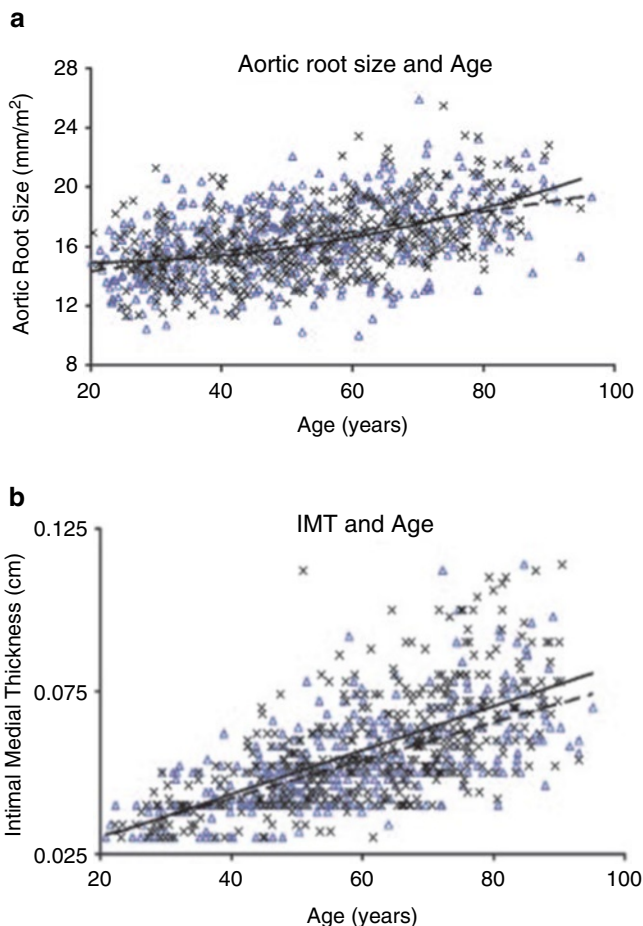 a
Aortic root size and Age
28
24
20
16
12
8
Aortic Root Size (mm/m²)
20 40 60 80 100
Age (years)
b
IMT and Age
0.125
0.075
0.025
Intimal Medial Thickness (cm)
20 40 60 80 100
Age (years)